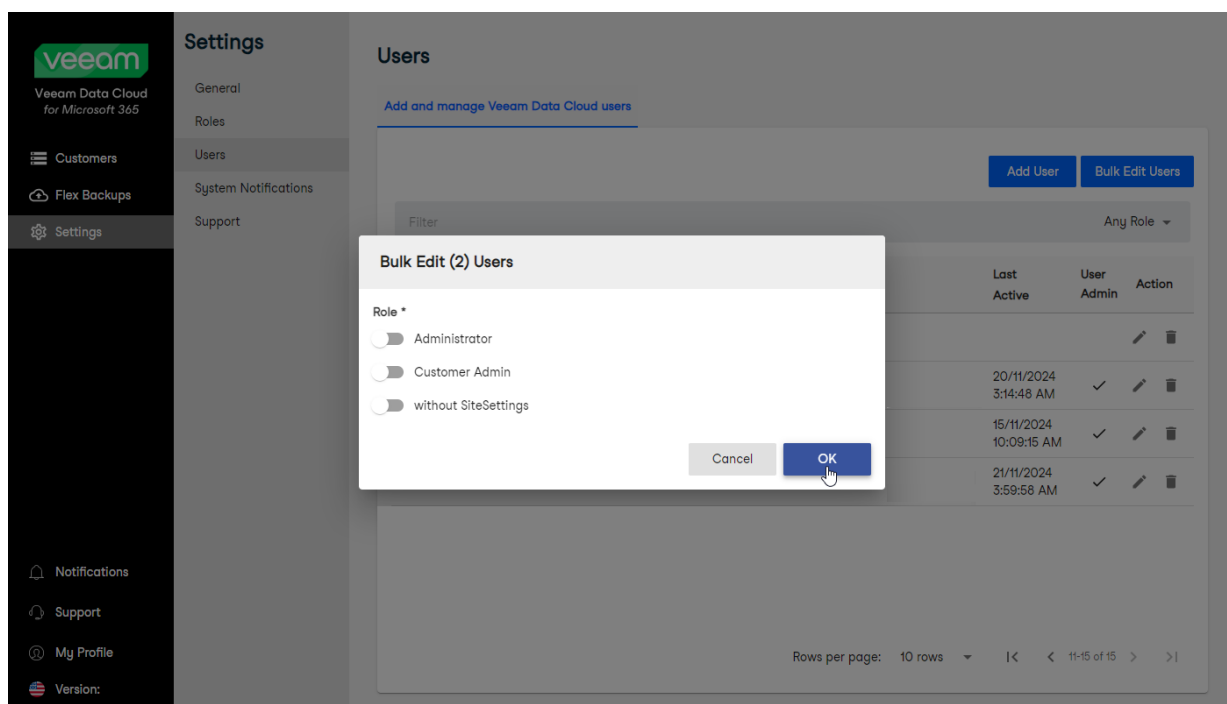 veeam
Veeam Data Cloud
for Microsoft 365
Customers
Flex Backups
Settings
Notifications
Support
My Profile
Version:
Settings
General
Roles
Users
System Notifications
Support
Users
Add and manage Veeam Data Cloud users
Add User
Bulk Edit Users
Filter
Any Role
Last
Active
User
Admin
Action
20/11/2024
3:14:48 AM
15/11/2024
10:09:15 AM
21/11/2024
3:59:58 AM
Bulk Edit (2) Users
Role *
Administrator
Customer Admin
without SiteSettings
Cancel
OK
Rows per page: 10 rows
11-15 of 15